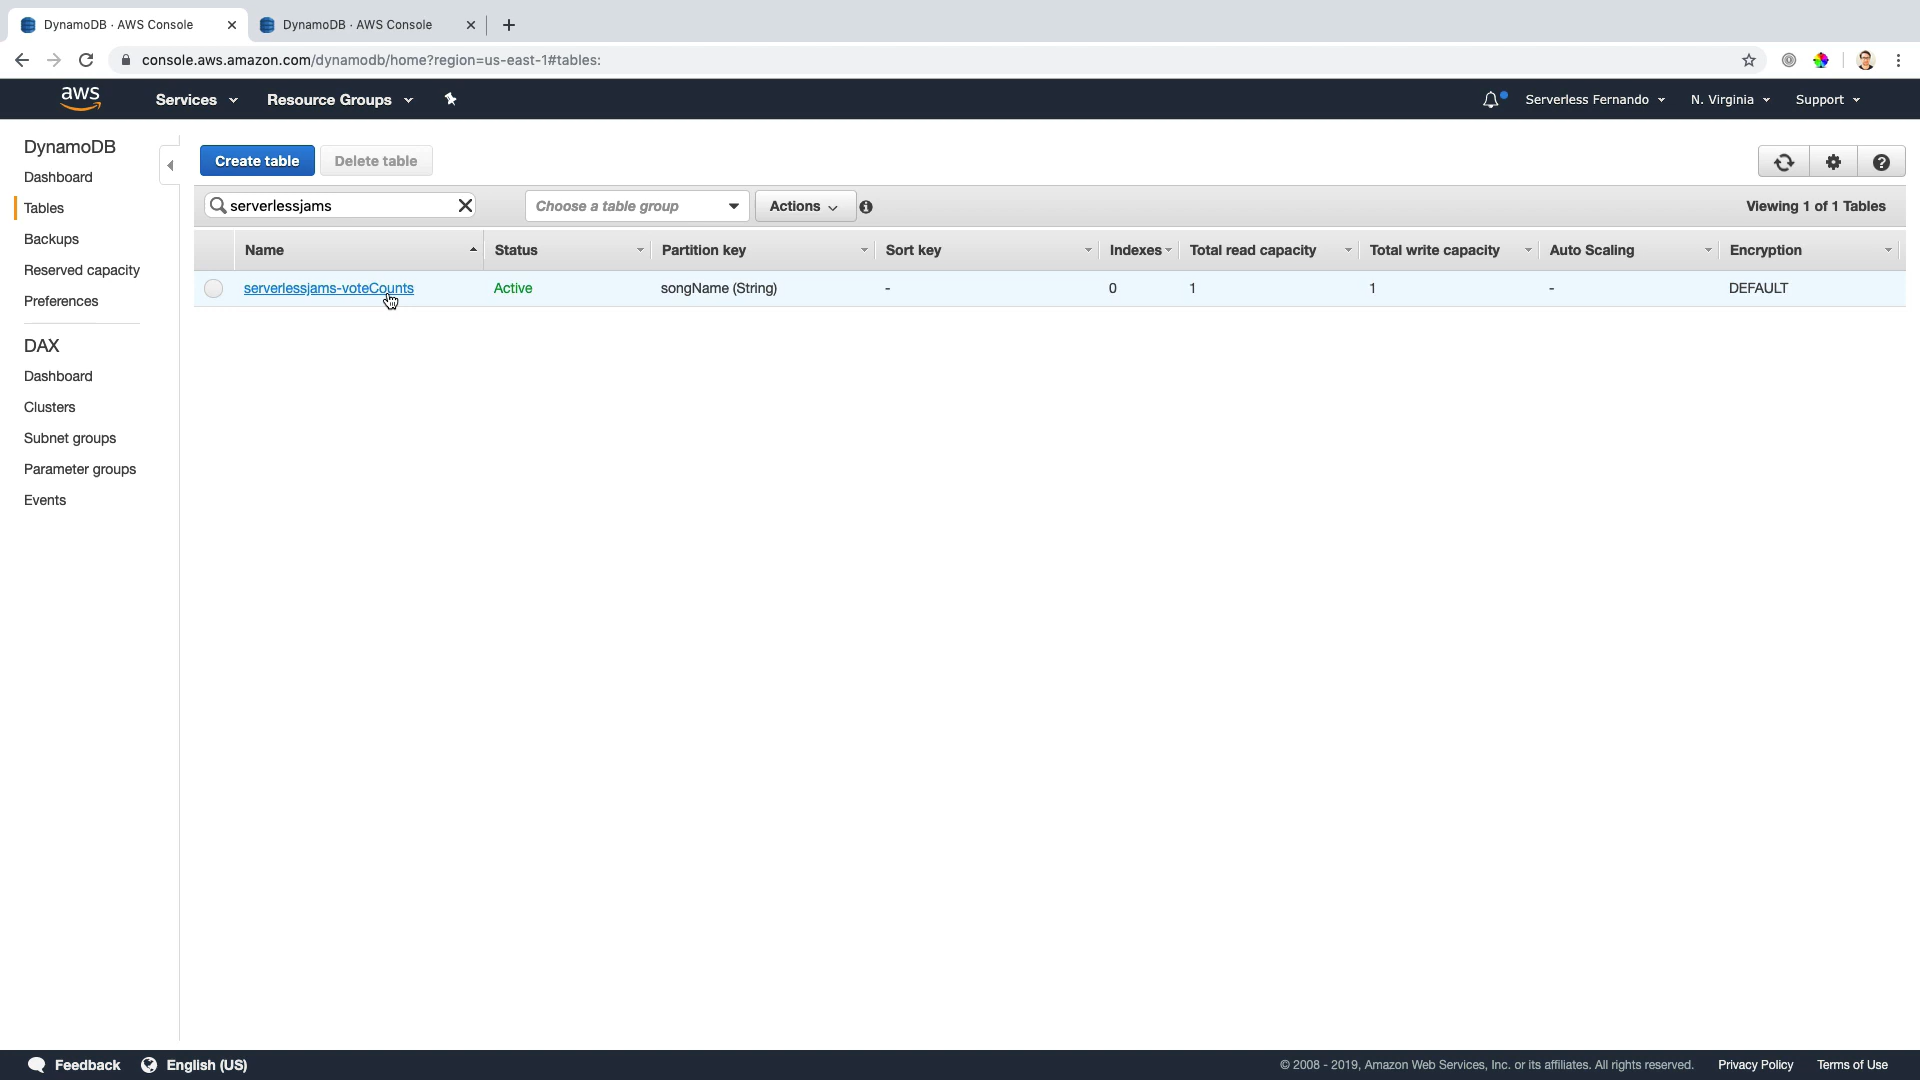 DynamoDB · AWS Console
DynamoDB · AWS Console
console.aws.amazon.com/dynamodb/home?region=us-east-1#tables:
aws
Services
Resource Groups
Serverless Fernando
N. Virginia
Support
DynamoDB
Dashboard
Tables
Backups
Reserved capacity
Preferences
DAX
Dashboard
Clusters
Subnet groups
Parameter groups
Events
Create table
Delete table
serverlessjams
Choose a table group
Actions
Viewing 1 of 1 Tables
Name Status Partition key Sort key Indexes Total read capacity Total write capacity Auto Scaling Encryption
serverlessjams-voteCounts Active songName (String) - 0 1 1 - DEFAULT
Feedback
English (US)
© 2008 - 2019, Amazon Web Services, Inc. or its affiliates. All rights reserved.
Privacy Policy
Terms of Use